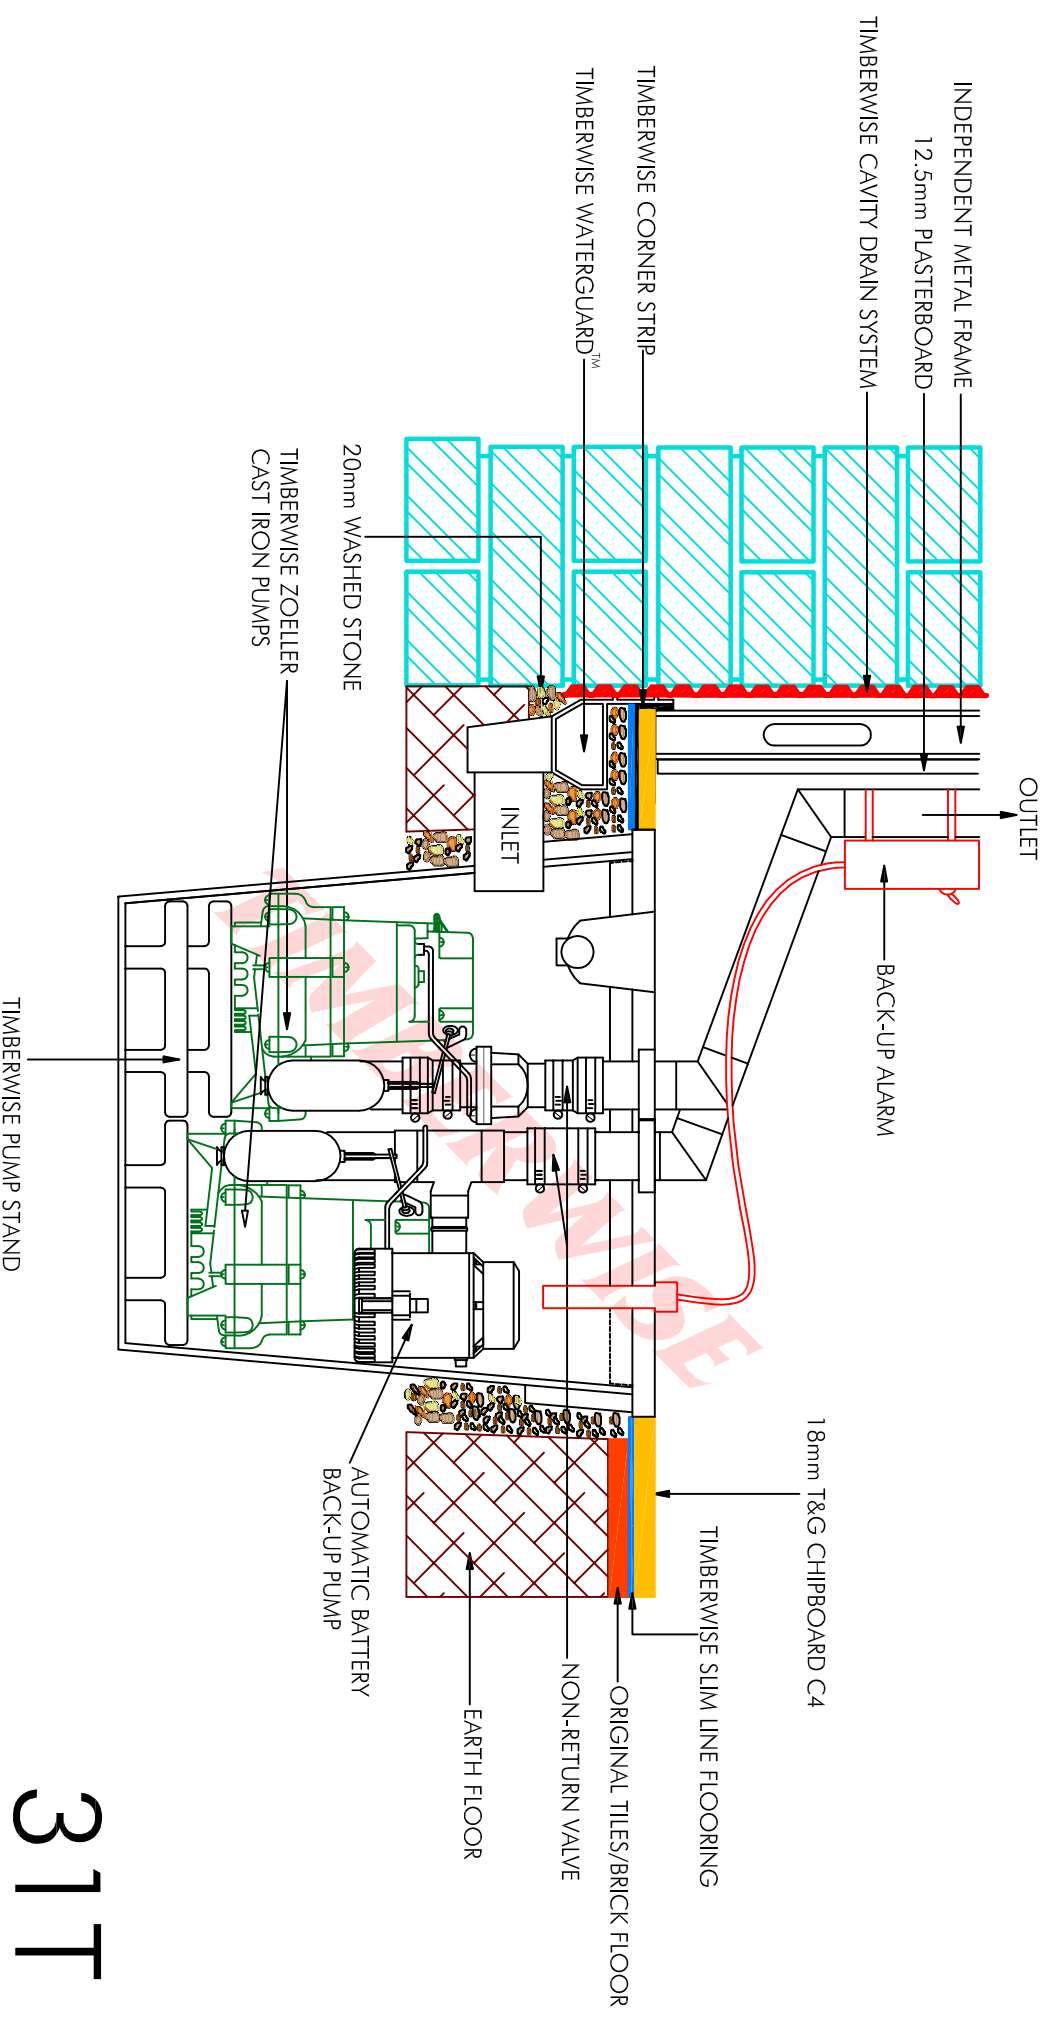 INDEPENDENT METAL FRAME
12.5mm PLASTERBOARD
TIMBERWISE CAVITY DRAIN SYSTEM
TIMBERWISE CORNER STRIP
TIMBERWISE WATERGUARD™
20mm WASHED STONE
TIMBERWISE ZOELLER
CAST IRON PUMPS
OUTLET
INLET
BACK-UP ALARM
TIMBERWISE PUMP STAND
TIMBERWISE
18mm T&G CHIPBOARD C4
TIMBERWISE SLIM LINE FLOORING
ORIGINAL TILES/BRICK FLOOR
NON-RETURN VALVE
EARTH FLOOR
AUTOMATIC BATTERY
BACK-UP PUMP
31T